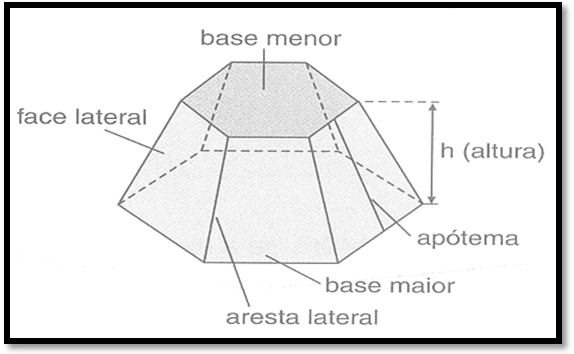 base menor
face lateral
h (altura)
apótema
base maior
aresta lateral